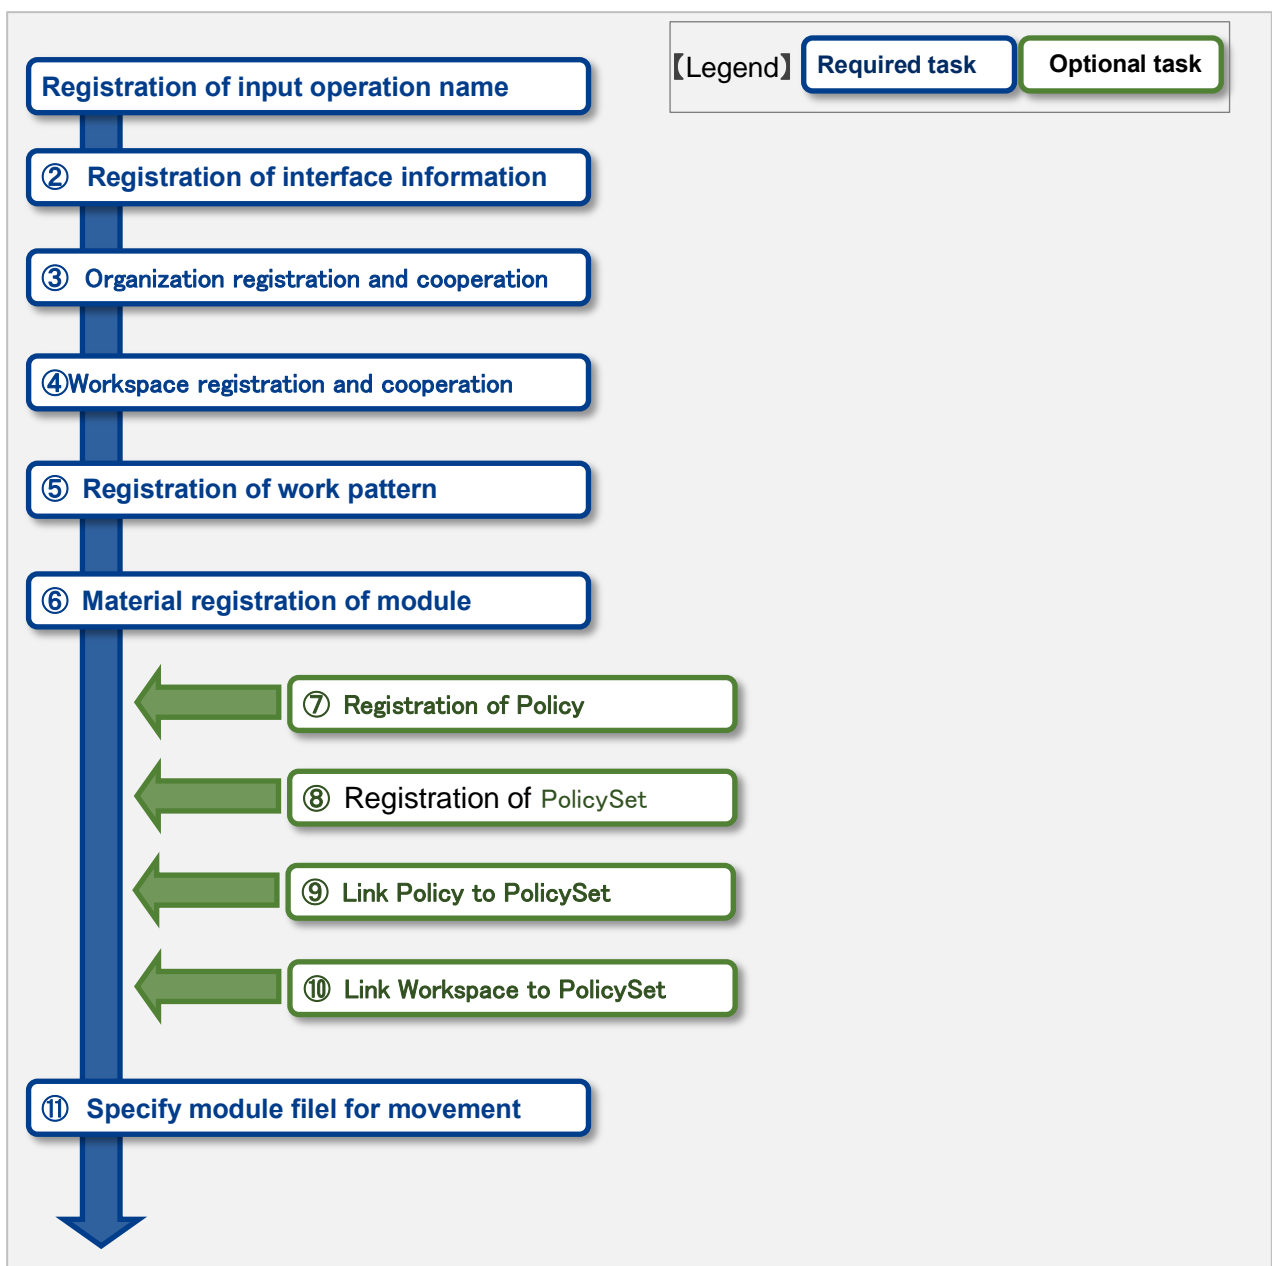 【Legend】 Required task Optional task
Registration of input operation name
② Registration of interface information
③ Organization registration and cooperation
④Workspace registration and cooperation
⑤ Registration of work pattern
⑥ Material registration of module
⑦ Registration of Policy
⑧ Registration of PolicySet
⑨ Link Policy to PolicySet
⑩ Link Workspace to PolicySet
⑪ Specify module filel for movement